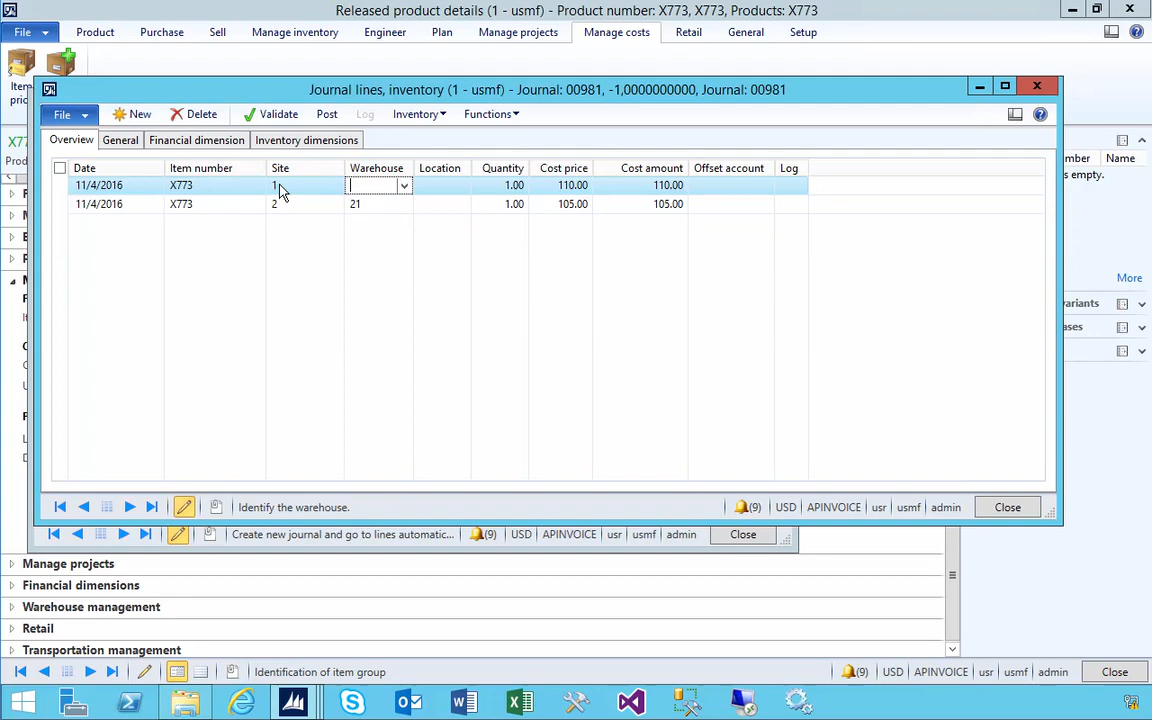 Released product details (1 - usmf) - Product number: X773, X773, Products: X773
File Product Purchase Sell Manage inventory Engineer Plan Manage projects Manage costs Retail General Setup
Journal lines, inventory (1 - usmf) - Journal: 00981, -1,0000000000, Journal: 00981
File New Delete Validate Post Log Inventory Functions
Overview General Financial dimension Inventory dimensions
Date Item number Site Warehouse Location Quantity Cost price Cost amount Offset account Log
11/4/2016 X773 1 1.00 110.00 110.00
11/4/2016 X773 2 21 1.00 105.00 105.00
Name
s empty.
More
Identify the warehouse. (9) USD APINVOICE usr usmf admin Close
Create new journal and go to lines automatic... (9) USD APINVOICE usr usmf admin Close
Manage projects
Financial dimensions
Warehouse management
Retail
Transportation management
Identification of item group (9) USD APINVOICE usr usmf admin Close